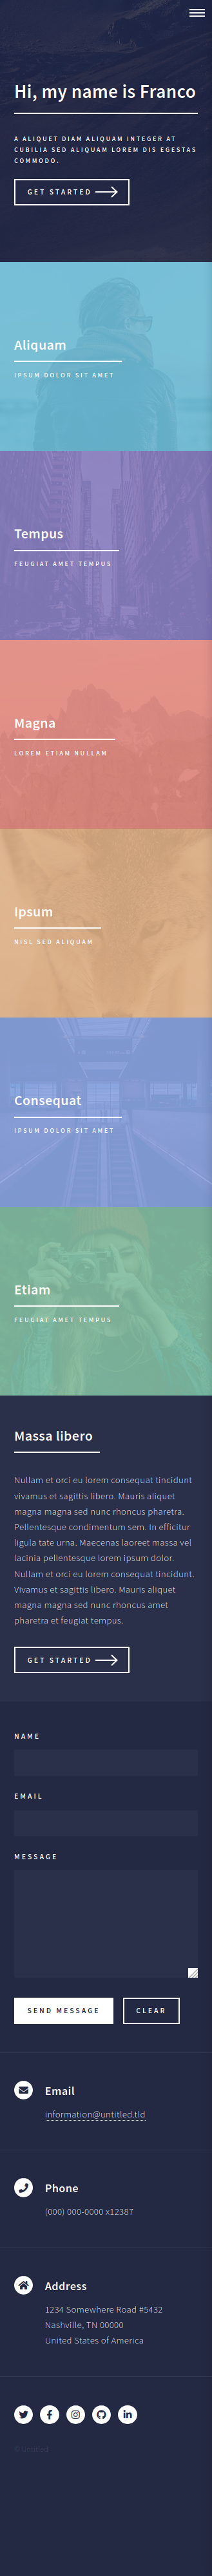 Hi, my name is Franco
A ALIQUET DIAM ALIQUAM INTEGER AT
CUBILIA SED ALIQUAM LOREM DIS EGESTAS
COMMODO.
GET STARTED
Aliquam
IPSUM DOLOR SIT AMET
Tempus
FEUGIAT AMET TEMPUS
Magna
LOREM ETIAM NULLAM
Ipsum
NISL SED ALIQUAM
Consequat
IPSUM DOLOR SIT AMET
Etiam
FEUGIAT AMET TEMPUS
Massa libero
Nullam et orci eu lorem consequat tincidunt
vivamus et sagittis libero. Mauris aliquet
magna magna sed nunc rhoncus pharetra.
Pellentesque condimentum sem. In efficitur
ligula tate urna. Maecenas laoreet massa vel
lacinia pellentesque lorem ipsum dolor.
Nullam et orci eu lorem consequat tincidunt.
Vivamus et sagittis libero. Mauris aliquet
magna magna sed nunc rhoncus amet
pharetra et feugiat tempus.
GET STARTED
NAME
EMAIL
MESSAGE
SEND MESSAGE CLEAR
Email
information@untitled.tld
Phone
(000) 000-0000 x12387
Address
1234 Somewhere Road #5432
Nashville, TN 00000
United States of America
© Untitled